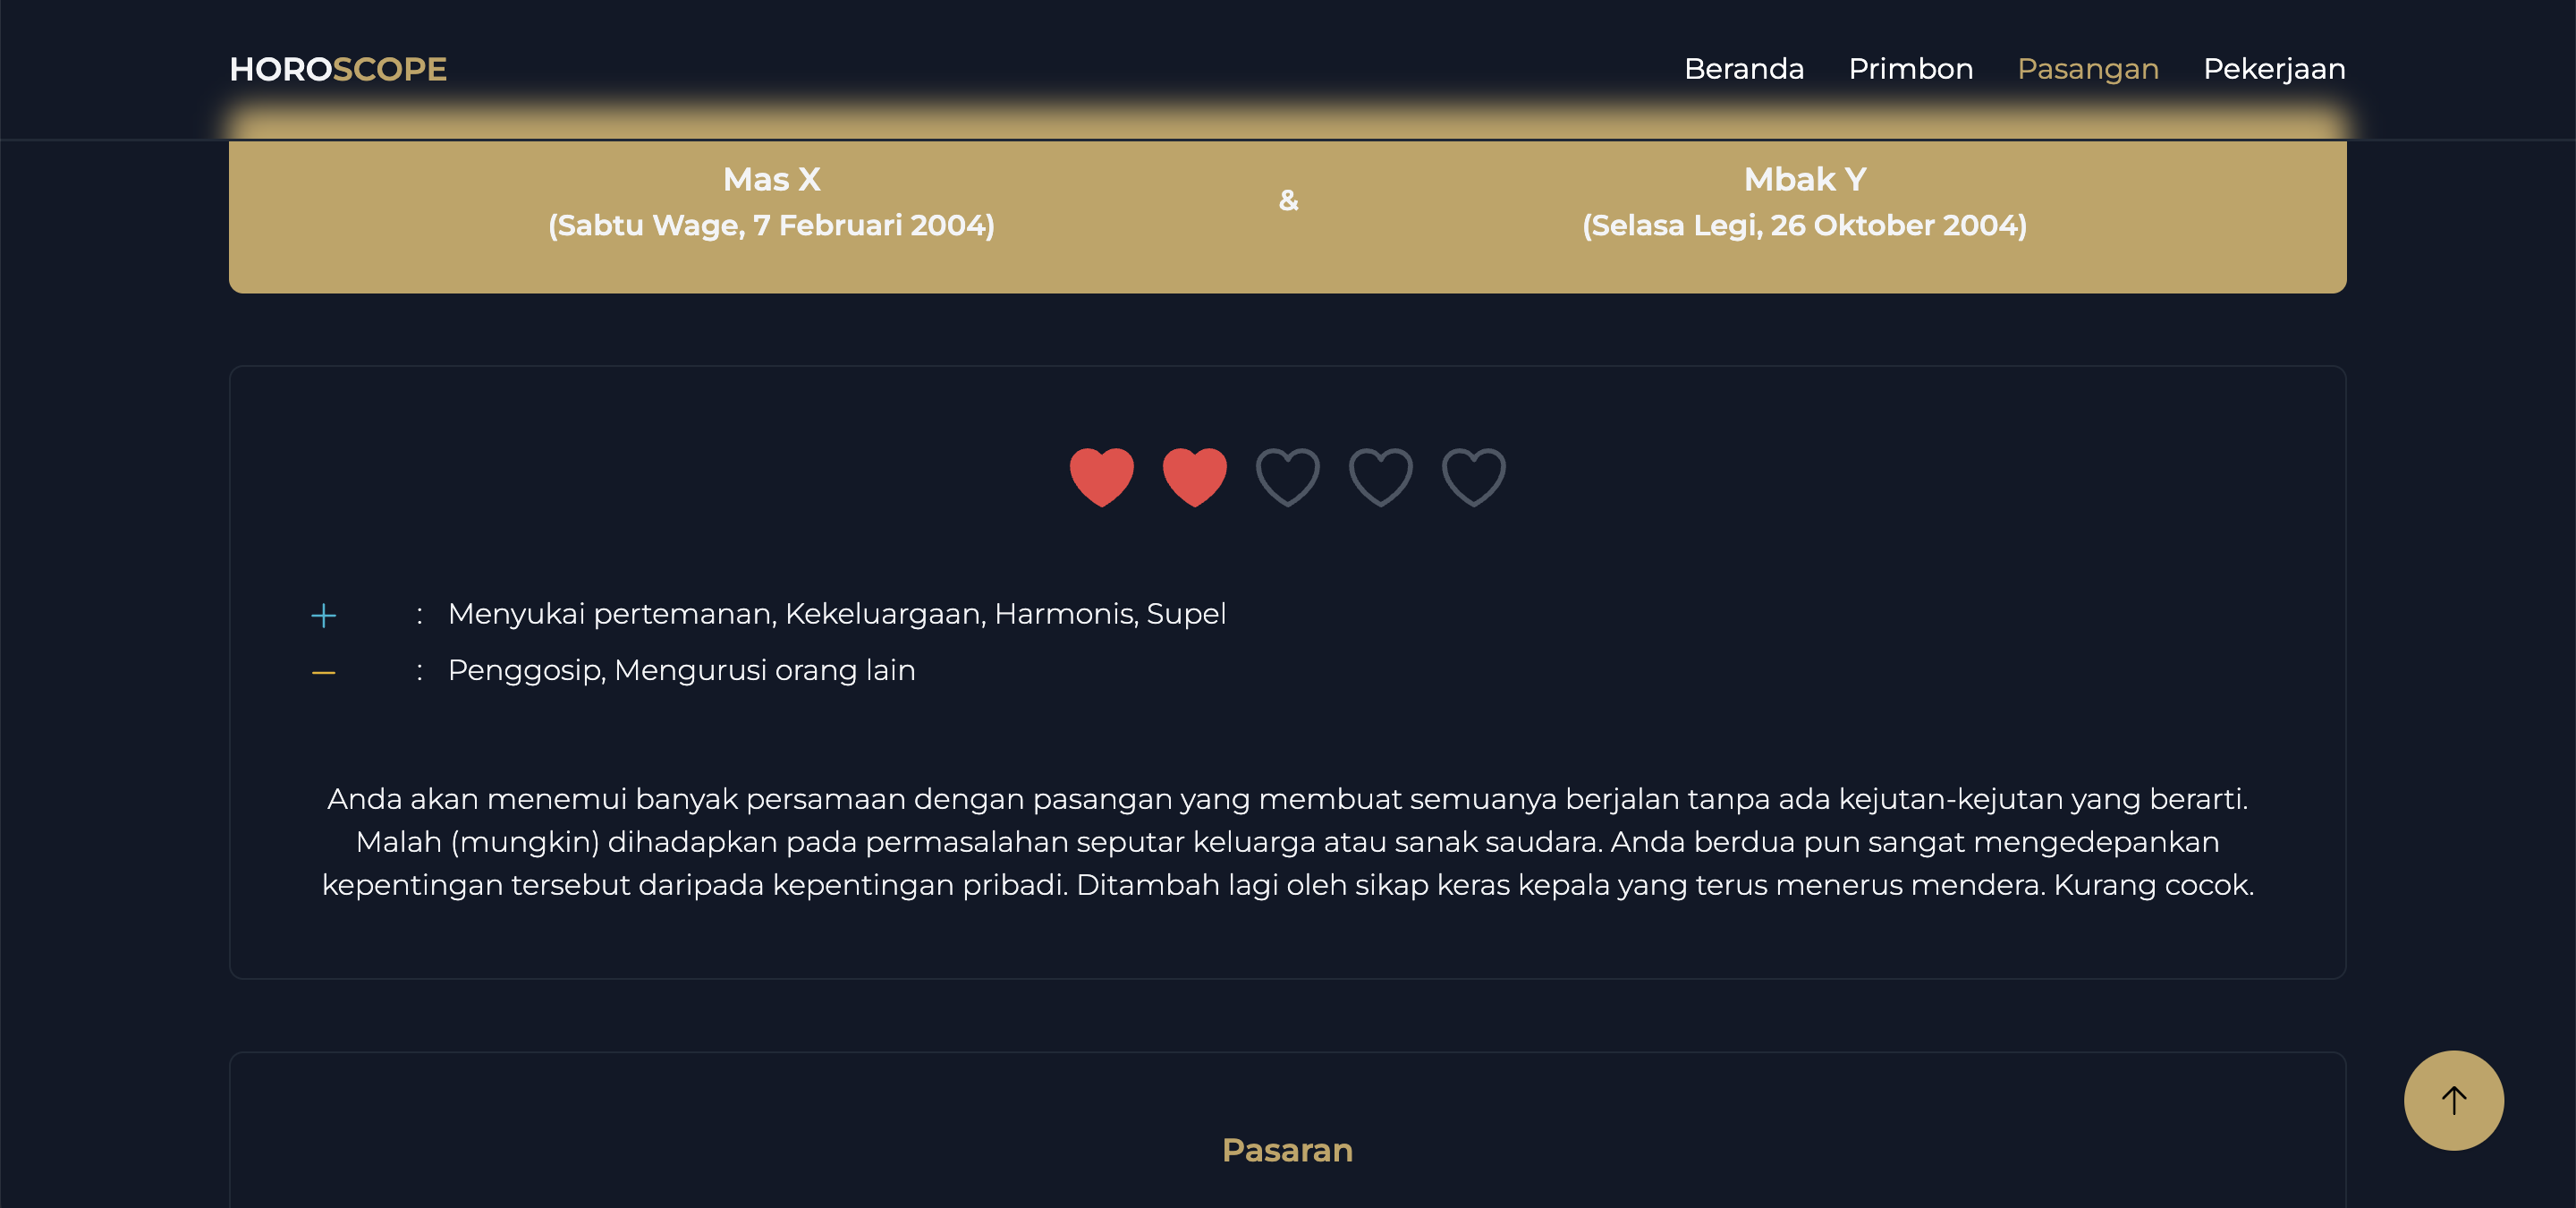 HOROSCOPE
Beranda Primbon Pasangan Pekerjaan
Mas X
(Sabtu Wage, 7 Februari 2004)
&
Mbak Y
(Selasa Legi, 26 Oktober 2004)
+ : Menyukai pertemanan, Kekeluargaan, Harmonis, Supel
− : Penggosip, Mengurusi orang lain
Anda akan menemui banyak persamaan dengan pasangan yang membuat semuanya berjalan tanpa ada kejutan-kejutan yang berarti.
Malah (mungkin) dihadapkan pada permasalahan seputar keluarga atau sanak saudara. Anda berdua pun sangat mengedepankan
kepentingan tersebut daripada kepentingan pribadi. Ditambah lagi oleh sikap keras kepala yang terus menerus mendera. Kurang cocok.
Pasaran